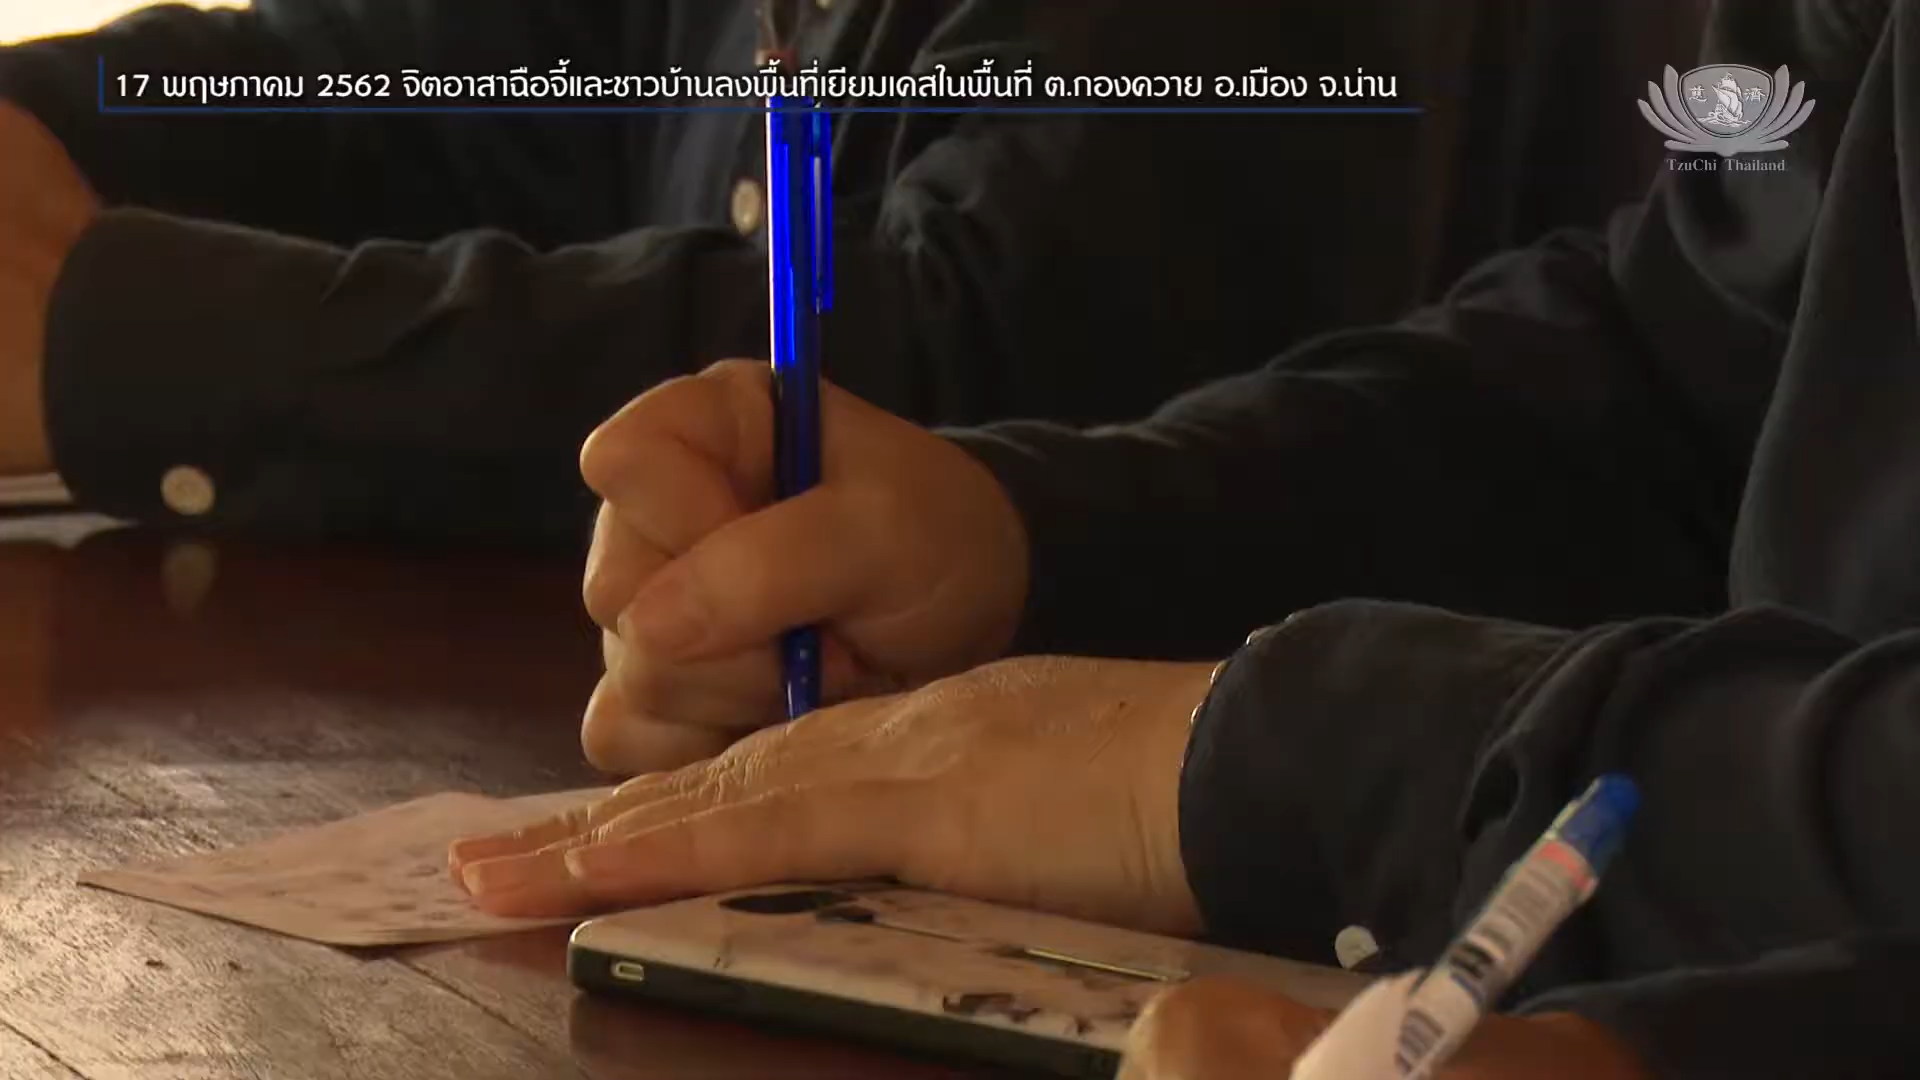 17 พฤษภาคม 2562 จิตอาสาฉือจี้และชาวบ้านลงพื้นที่เยี่ยมเคสในพื้นที่ ต.กองควาย อ.เมือง จ.น่าน
慈 濟
TzuChi Thailand